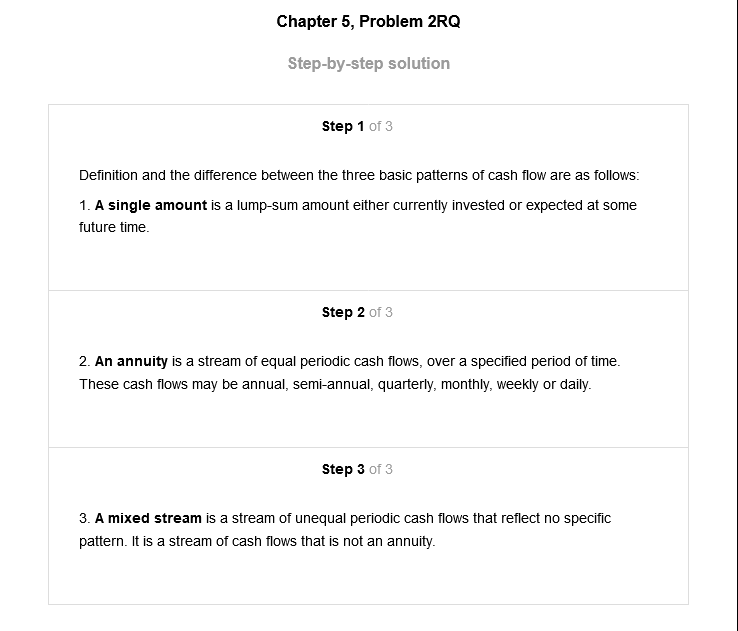 Chapter 5, Problem 2RQ
Step-by-step solution
Step 1 of 3
Definition and the difference between the three basic patterns of cash flow are as follows:
1. A single amount is a lump-sum amount either currently invested or expected at some
future time.
Step 2 of 3
2. An annuity is a stream of equal periodic cash flows, over a specified period of time.
These cash flows may be annual, semi-annual, quarterly, monthly, weekly or daily.
Step 3 of 3
3. A mixed stream is a stream of unequal periodic cash flows that reflect no specific
pattern. It is a stream of cash flows that is not an annuity.